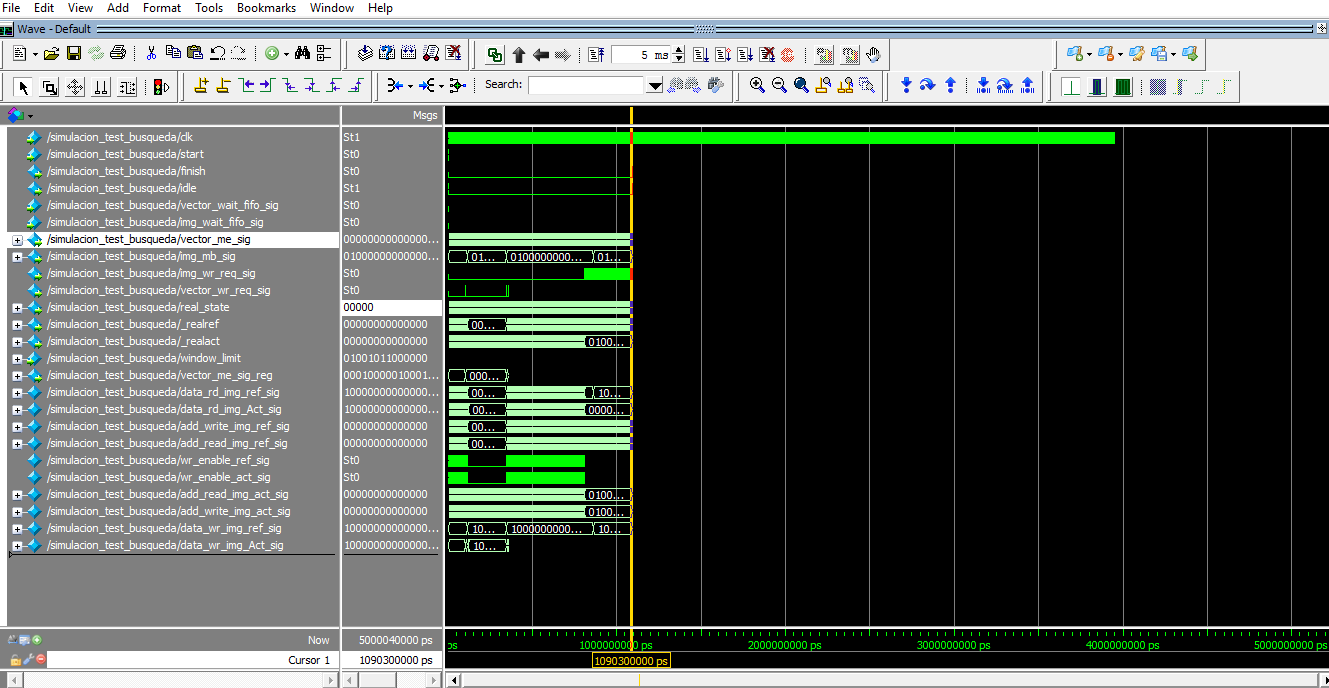 File Edit View Add Format Tools Bookmarks Window Help
Wave - Default
5 ms
Search:
Msgs
/simulacion_test_busqueda/clk St1
/simulacion_test_busqueda/start St0
/simulacion_test_busqueda/finish St0
/simulacion_test_busqueda/idle St1
/simulacion_test_busqueda/vector_wait_fifo_sig St0
/simulacion_test_busqueda/img_wait_fifo_sig St0
/simulacion_test_busqueda/vector_me_sig 00000000000000...
/simulacion_test_busqueda/img_mb_sig 01000000000000... 01... 0100000000... 01...
/simulacion_test_busqueda/img_wr_req_sig St0
/simulacion_test_busqueda/vector_wr_req_sig St0
/simulacion_test_busqueda/real_state 00000
/simulacion_test_busqueda/_realref 00000000000000 00...
/simulacion_test_busqueda/_realact 00000000000000 0100...
/simulacion_test_busqueda/window_limit 01001011000000
/simulacion_test_busqueda/vector_me_sig_reg 00010000010001... 000...
/simulacion_test_busqueda/data_rd_img_ref_sig 10000000000000... 00... 10...
/simulacion_test_busqueda/data_rd_img_Act_sig 10000000000000... 00... 0000...
/simulacion_test_busqueda/add_write_img_ref_sig 00000000000000 00...
/simulacion_test_busqueda/add_read_img_ref_sig 00000000000000 00...
/simulacion_test_busqueda/wr_enable_ref_sig St0
/simulacion_test_busqueda/wr_enable_act_sig St0
/simulacion_test_busqueda/add_read_img_act_sig 00000000000000 0100...
/simulacion_test_busqueda/add_write_img_act_sig 00000000000000 0100...
/simulacion_test_busqueda/data_wr_img_ref_sig 10000000000000... 10... 1000000000... 10...
/simulacion_test_busqueda/data_wr_img_Act_sig 10000000000000... 10...
Now 5000040000 ps ps 1000000000 ps 2000000000 ps 3000000000 ps 4000000000 ps 5000000000 ps
Cursor 1 1090300000 ps 1090300000 ps